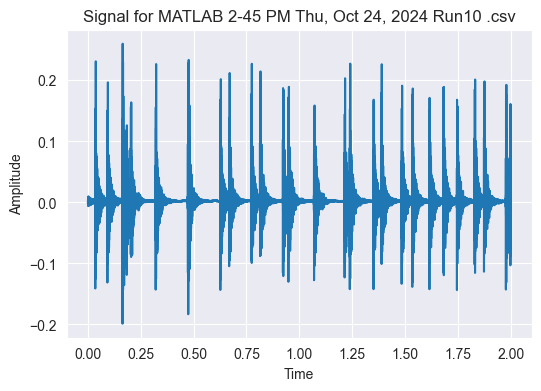 Signal for MATLAB 2-45 PM Thu, Oct 24, 2024 Run10 .csv
0.2
0.1
0.0
−0.1
−0.2
Amplitude
0.00 0.25 0.50 0.75 1.00 1.25 1.50 1.75 2.00
Time